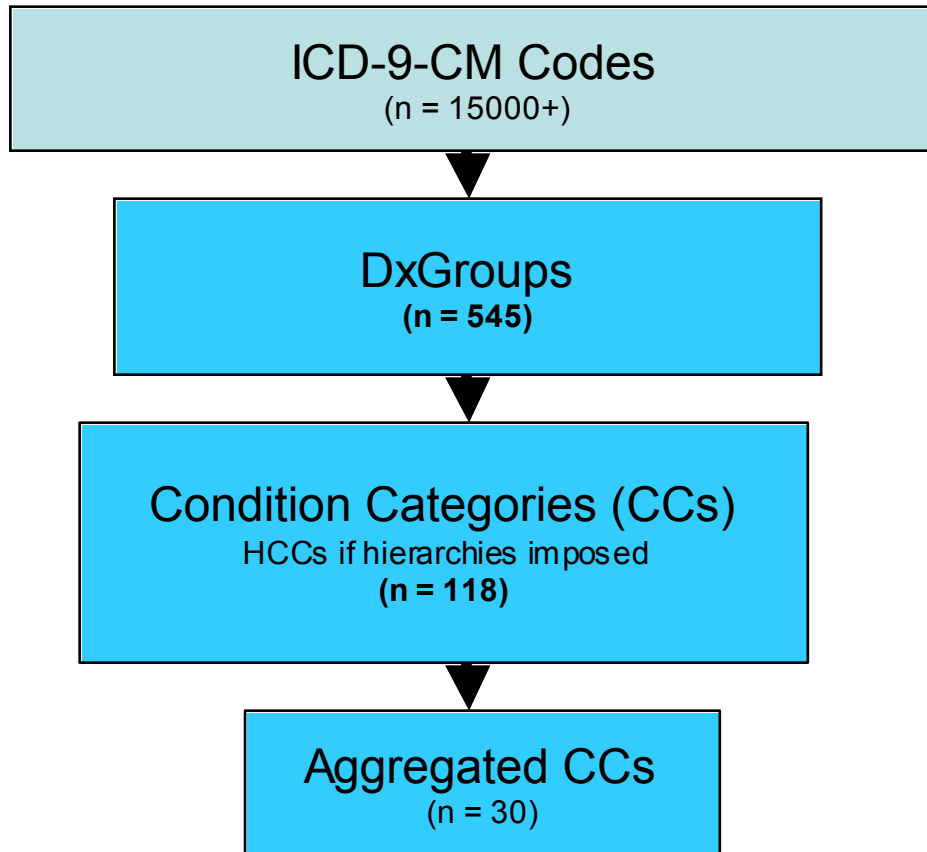 ICD-9-CM Codes
(n = 15000+)
DxGroups
(n = 545)
Condition Categories (CCs)
HCCs if hierarchies imposed
(n = 118)
Aggregated CCs
(n = 30)